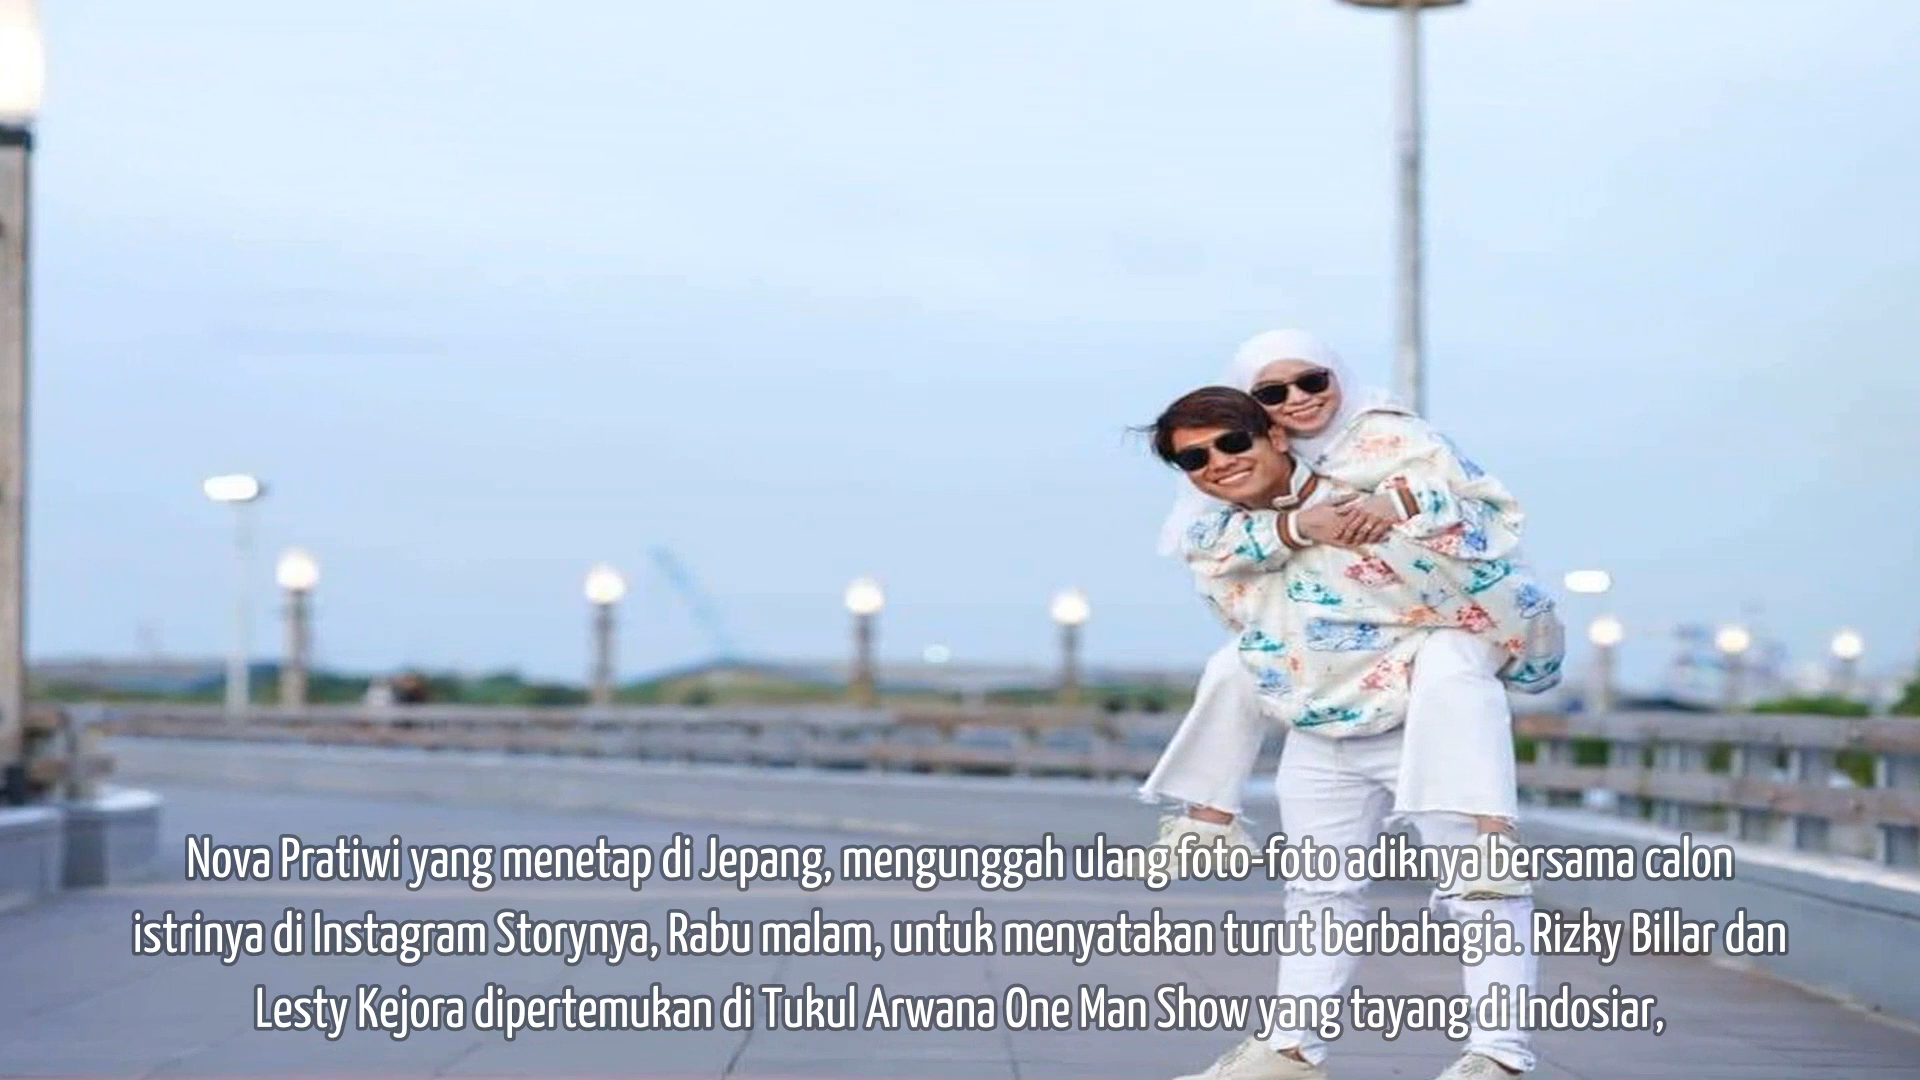 Nova Pratiwi yang menetap di Jepang, mengunggah ulang foto-foto adiknya bersama calon
istrinya di Instagram Storynya, Rabu malam, untuk menyatakan turut berbahagia. Rizky Billar dan
Lesty Kejora dipertemukan di Tukul Arwana One Man Show yang tayang di Indosiar,